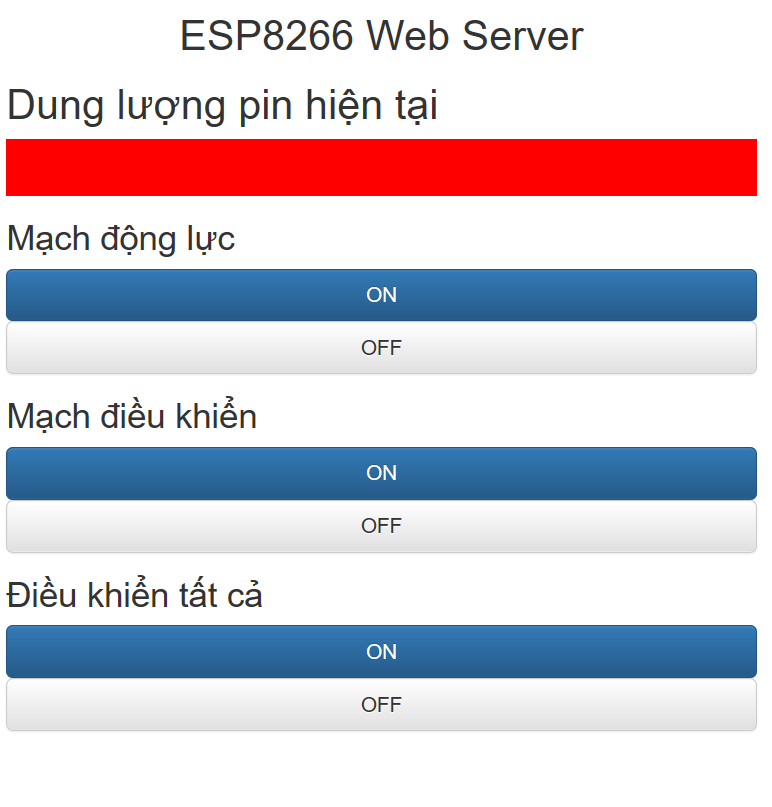 ESP8266 Web Server
Dung lượng pin hiện tại
Mạch động lực
ON
OFF
Mạch điều khiển
ON
OFF
Điều khiển tất cả
ON
OFF